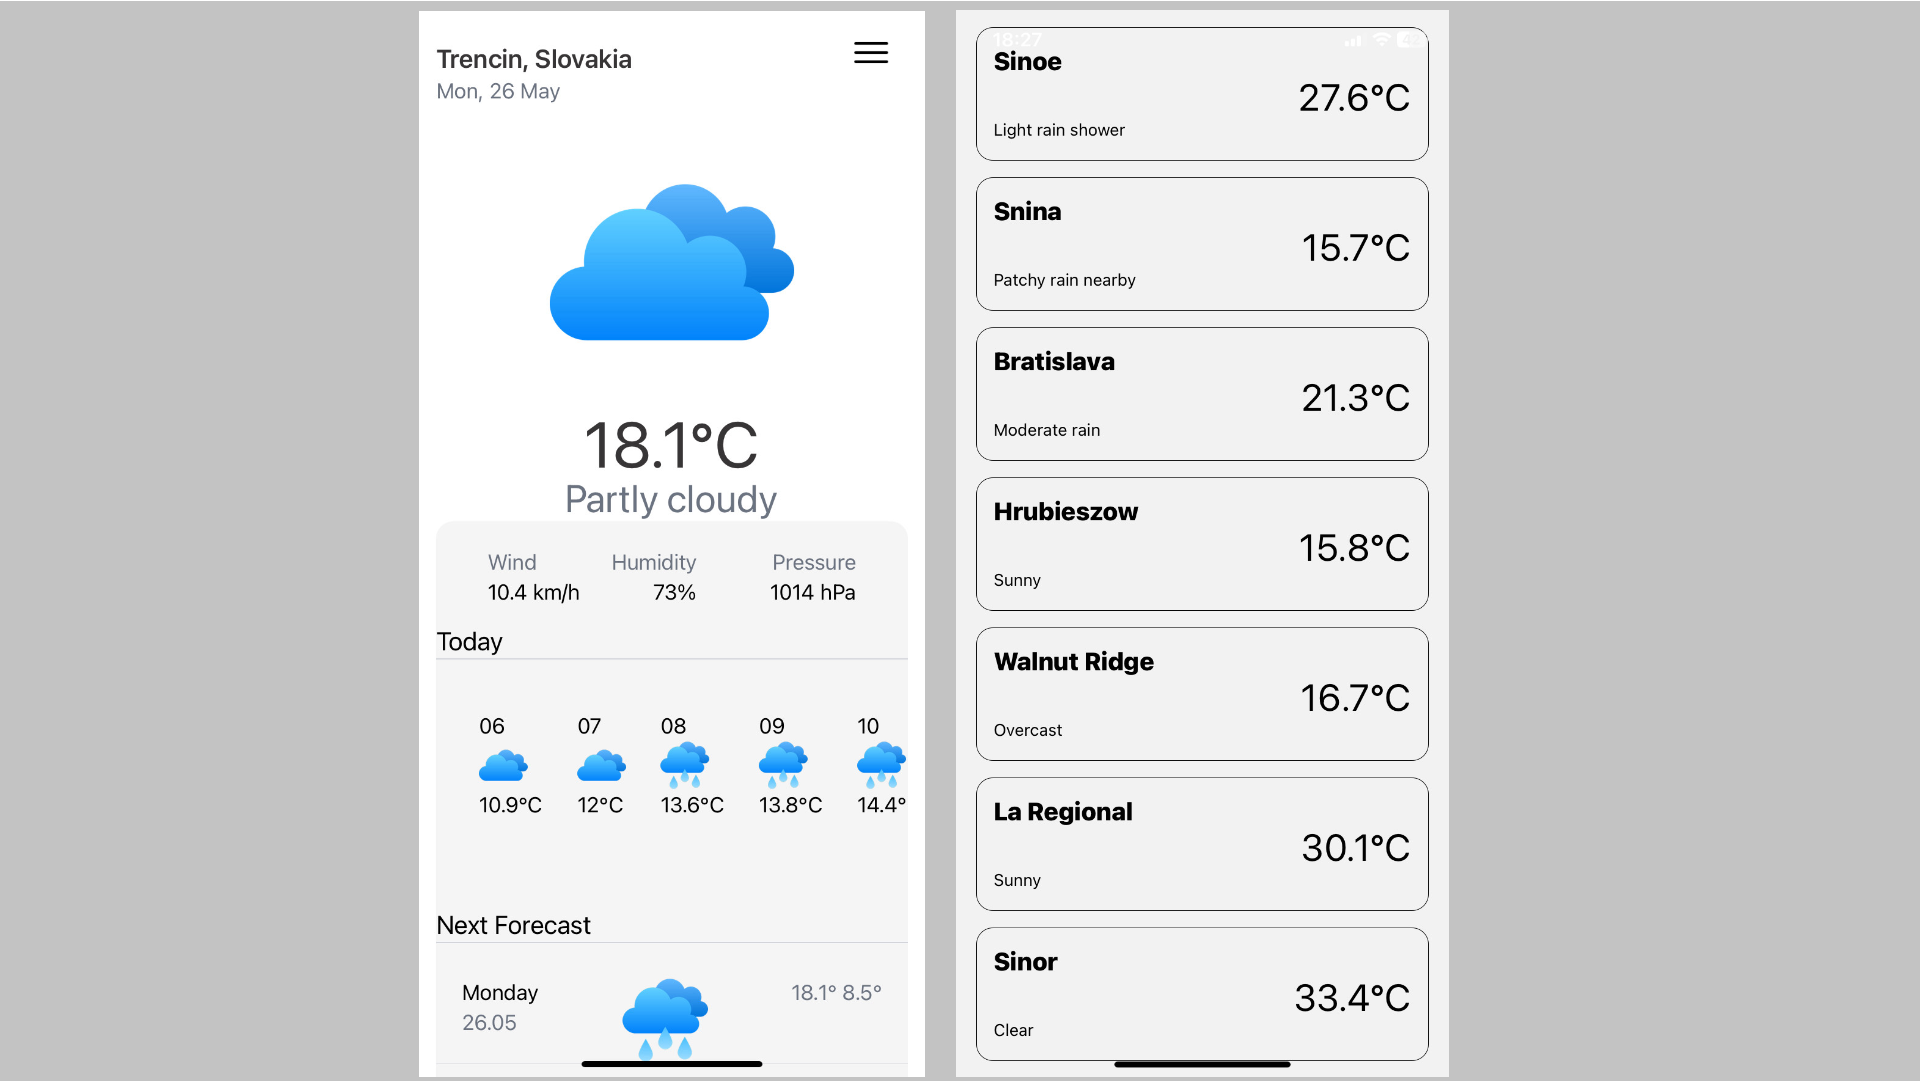 Trencin, Slovakia
Mon, 26 May
18.1°C
Partly cloudy
Wind Humidity Pressure
10.4 km/h 73% 1014 hPa
Today
06 07 08 09 10
10.9°C 12°C 13.6°C 13.8°C 14.4°
Next Forecast
Monday 18.1° 8.5°
26.05
18:27
Sinoe
27.6°C
Light rain shower
Snina
15.7°C
Patchy rain nearby
Bratislava
21.3°C
Moderate rain
Hrubieszow
15.8°C
Sunny
Walnut Ridge
16.7°C
Overcast
La Regional
30.1°C
Sunny
Sinor
33.4°C
Clear